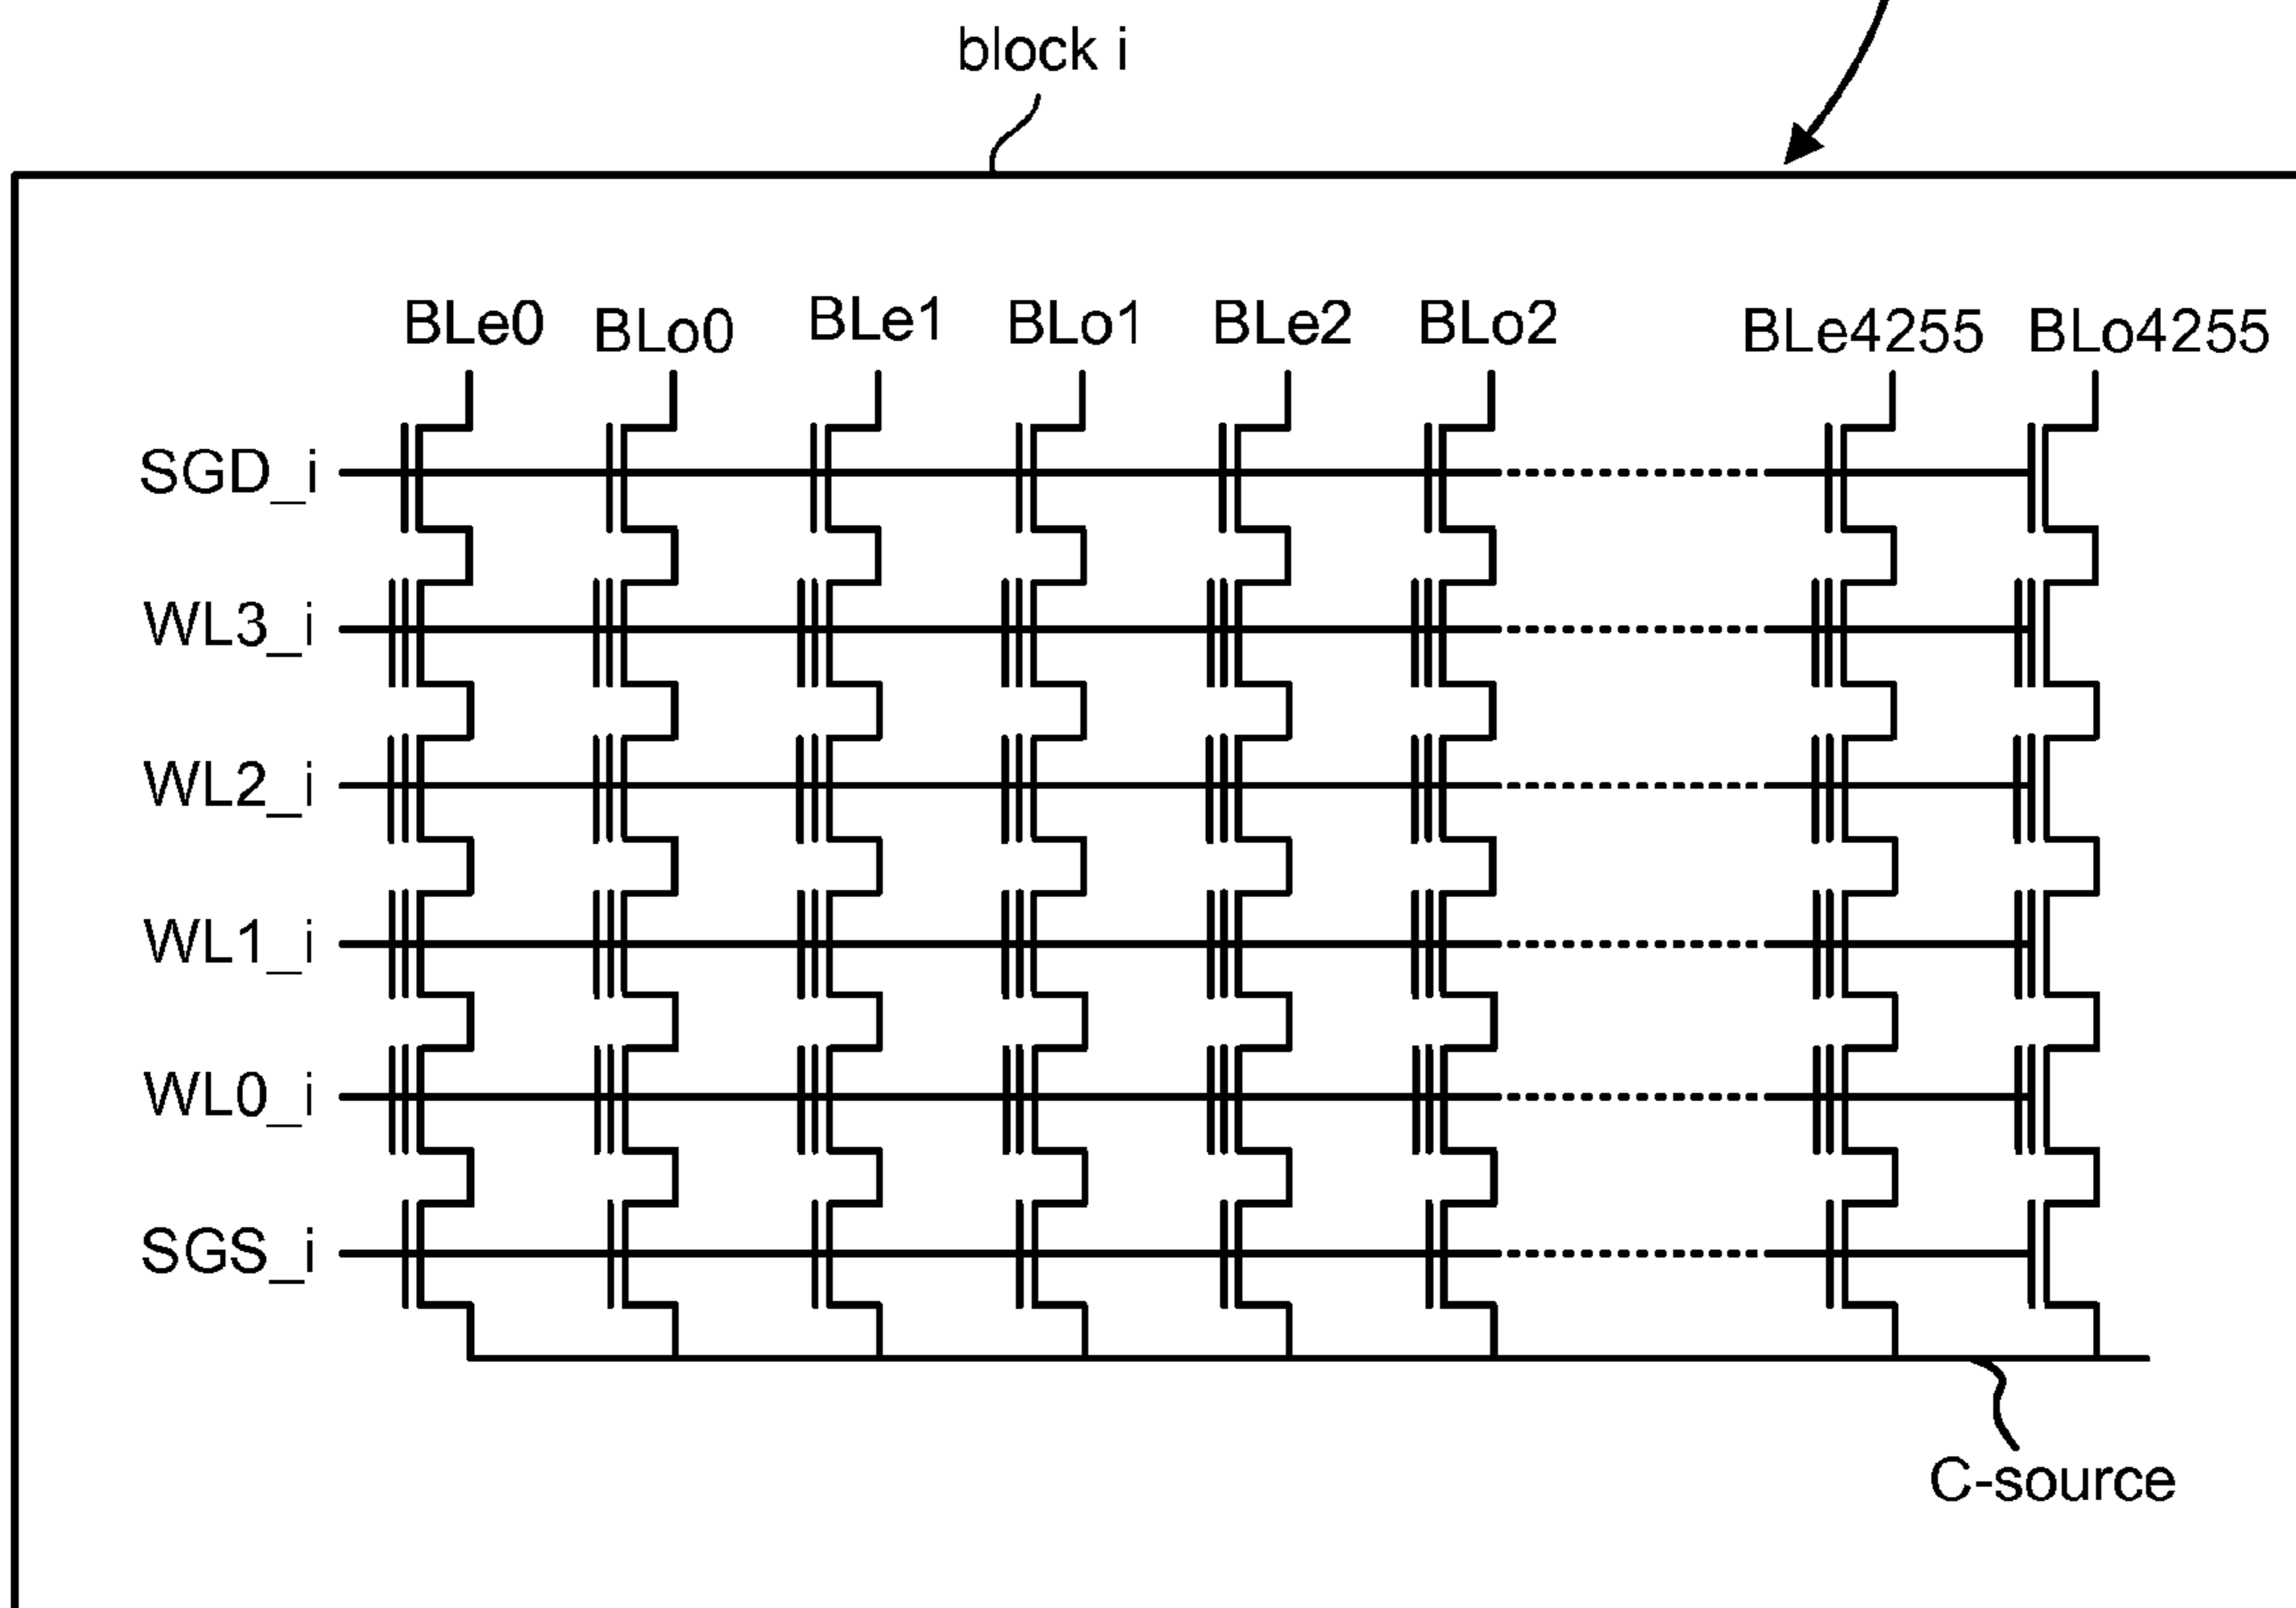 block i
BLe0 BLo0 BLe1 BLo1 BLe2 BLo2 BLe4255 BLo4255
SGD_i
WL3_i
WL2_i
WL1_i
WL0_i
SGS_i
C-source